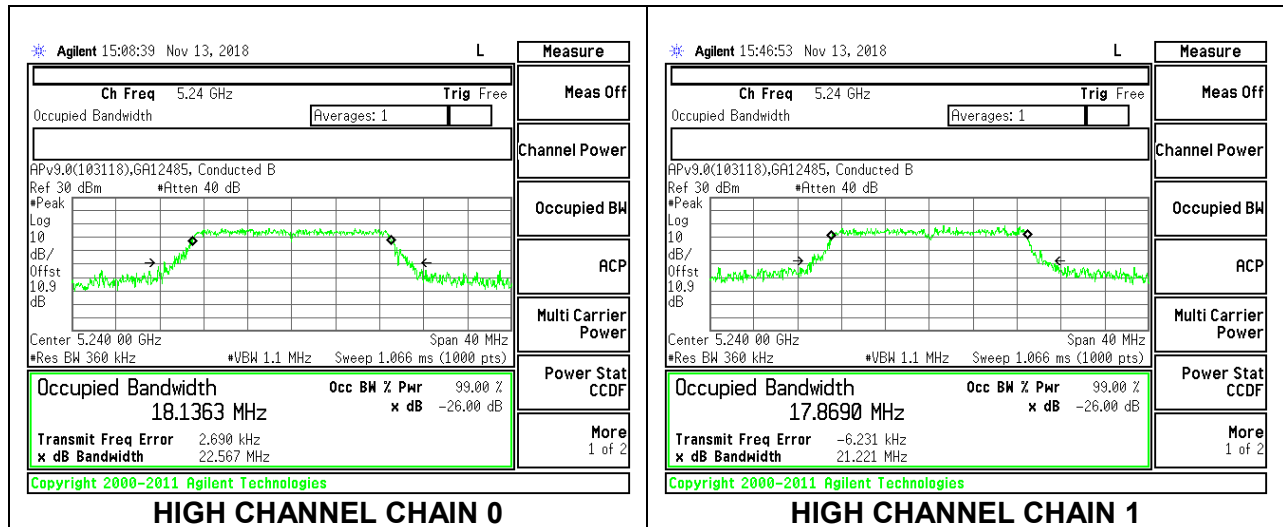 Agilent 15:08:39 Nov 13, 2018 L
Measure
Ch Freq 5.24 GHz Trig Free
Meas Off
Occupied Bandwidth Averages: 1
Channel Power
APv9.0(103118),GA12485, Conducted B
Ref 30 dBm #Atten 40 dB
#Peak
Log
10
dB/
Offst
10.9
dB
Occupied BW
ACP
Multi Carrier
Power
Center 5.240 00 GHz Span 40 MHz
#Res BW 360 kHz #VBW 1.1 MHz Sweep 1.066 ms (1000 pts)
Power Stat
CCDF
Occupied Bandwidth Occ BW % Pwr 99.00 %
18.1363 MHz x dB -26.00 dB
More
1 of 2
Transmit Freq Error 2.690 kHz
x dB Bandwidth 22.567 MHz
Copyright 2000-2011 Agilent Technologies
HIGH CHANNEL CHAIN 0
Agilent 15:46:53 Nov 13, 2018 L
Measure
Ch Freq 5.24 GHz Trig Free
Meas Off
Occupied Bandwidth Averages: 1
Channel Power
APv9.0(103118),GA12485, Conducted B
Ref 30 dBm #Atten 40 dB
#Peak
Log
10
dB/
Offst
10.9
dB
Occupied BW
ACP
Multi Carrier
Power
Center 5.240 00 GHz Span 40 MHz
#Res BW 360 kHz #VBW 1.1 MHz Sweep 1.066 ms (1000 pts)
Power Stat
CCDF
Occupied Bandwidth Occ BW % Pwr 99.00 %
17.8690 MHz x dB -26.00 dB
More
1 of 2
Transmit Freq Error -6.231 kHz
x dB Bandwidth 21.221 MHz
Copyright 2000-2011 Agilent Technologies
HIGH CHANNEL CHAIN 1